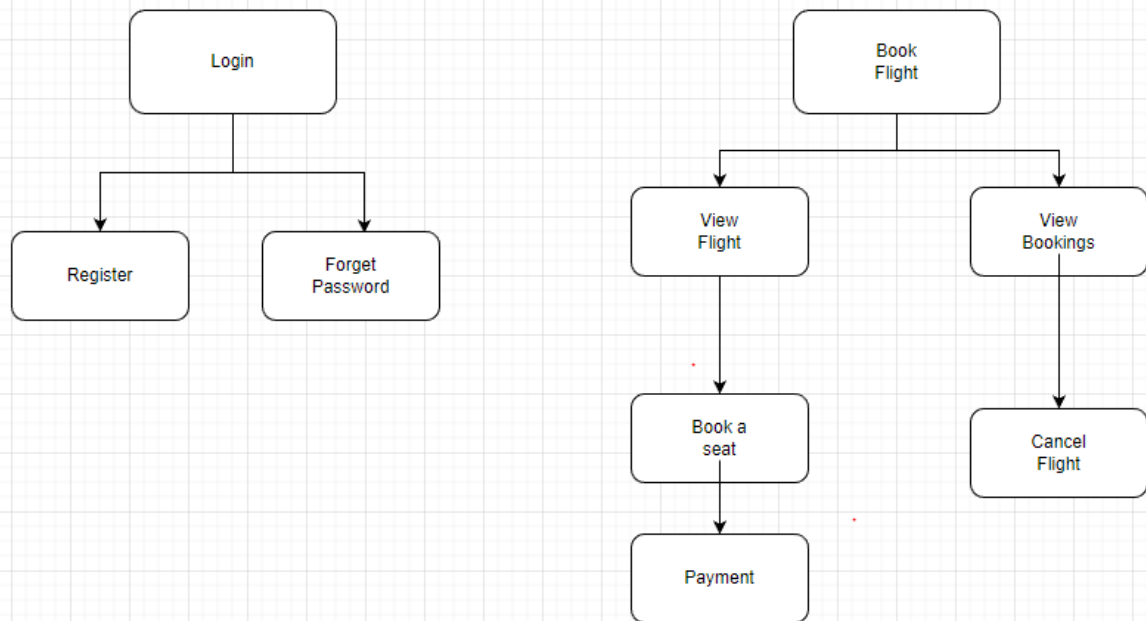 Login
Book
Flight
Register
Forget
Password
View
Flight
View
Bookings
Book a
seat
Cancel
Flight
Payment